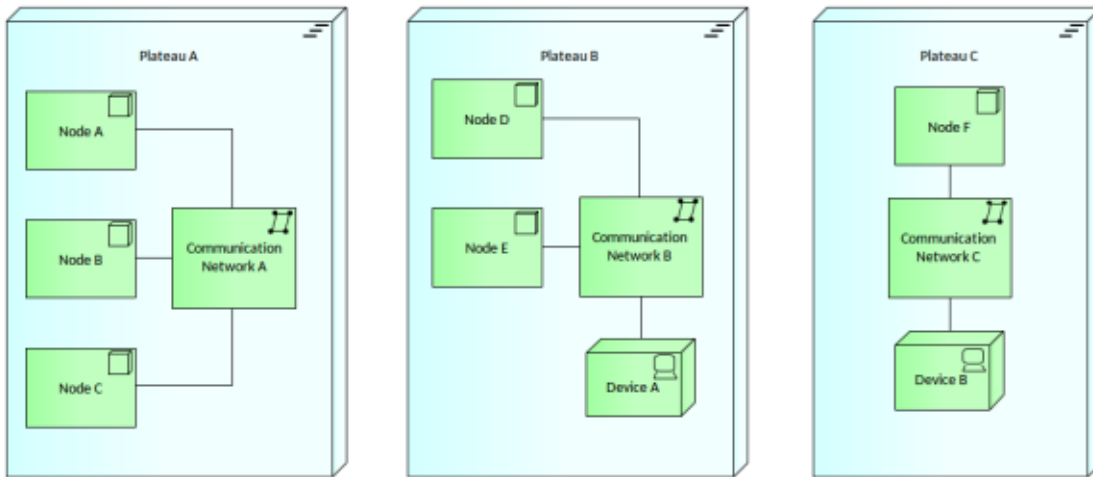 Plateau A
Node A
Node B
Communication
Network A
Node C
Plateau B
Node D
Node E
Communication
Network B
Device A
Plateau C
Node F
Communication
Network C
Device B